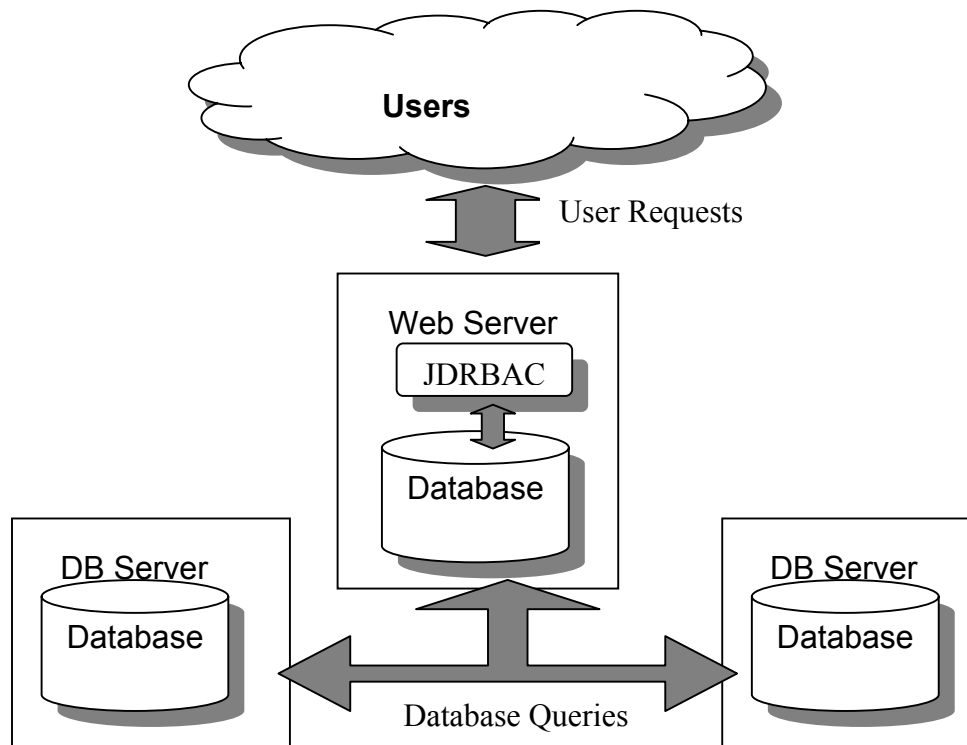 Users
User Requests
Web Server
JDRBAC
Database
DB Server
Database
DB Server
Database
Database Queries